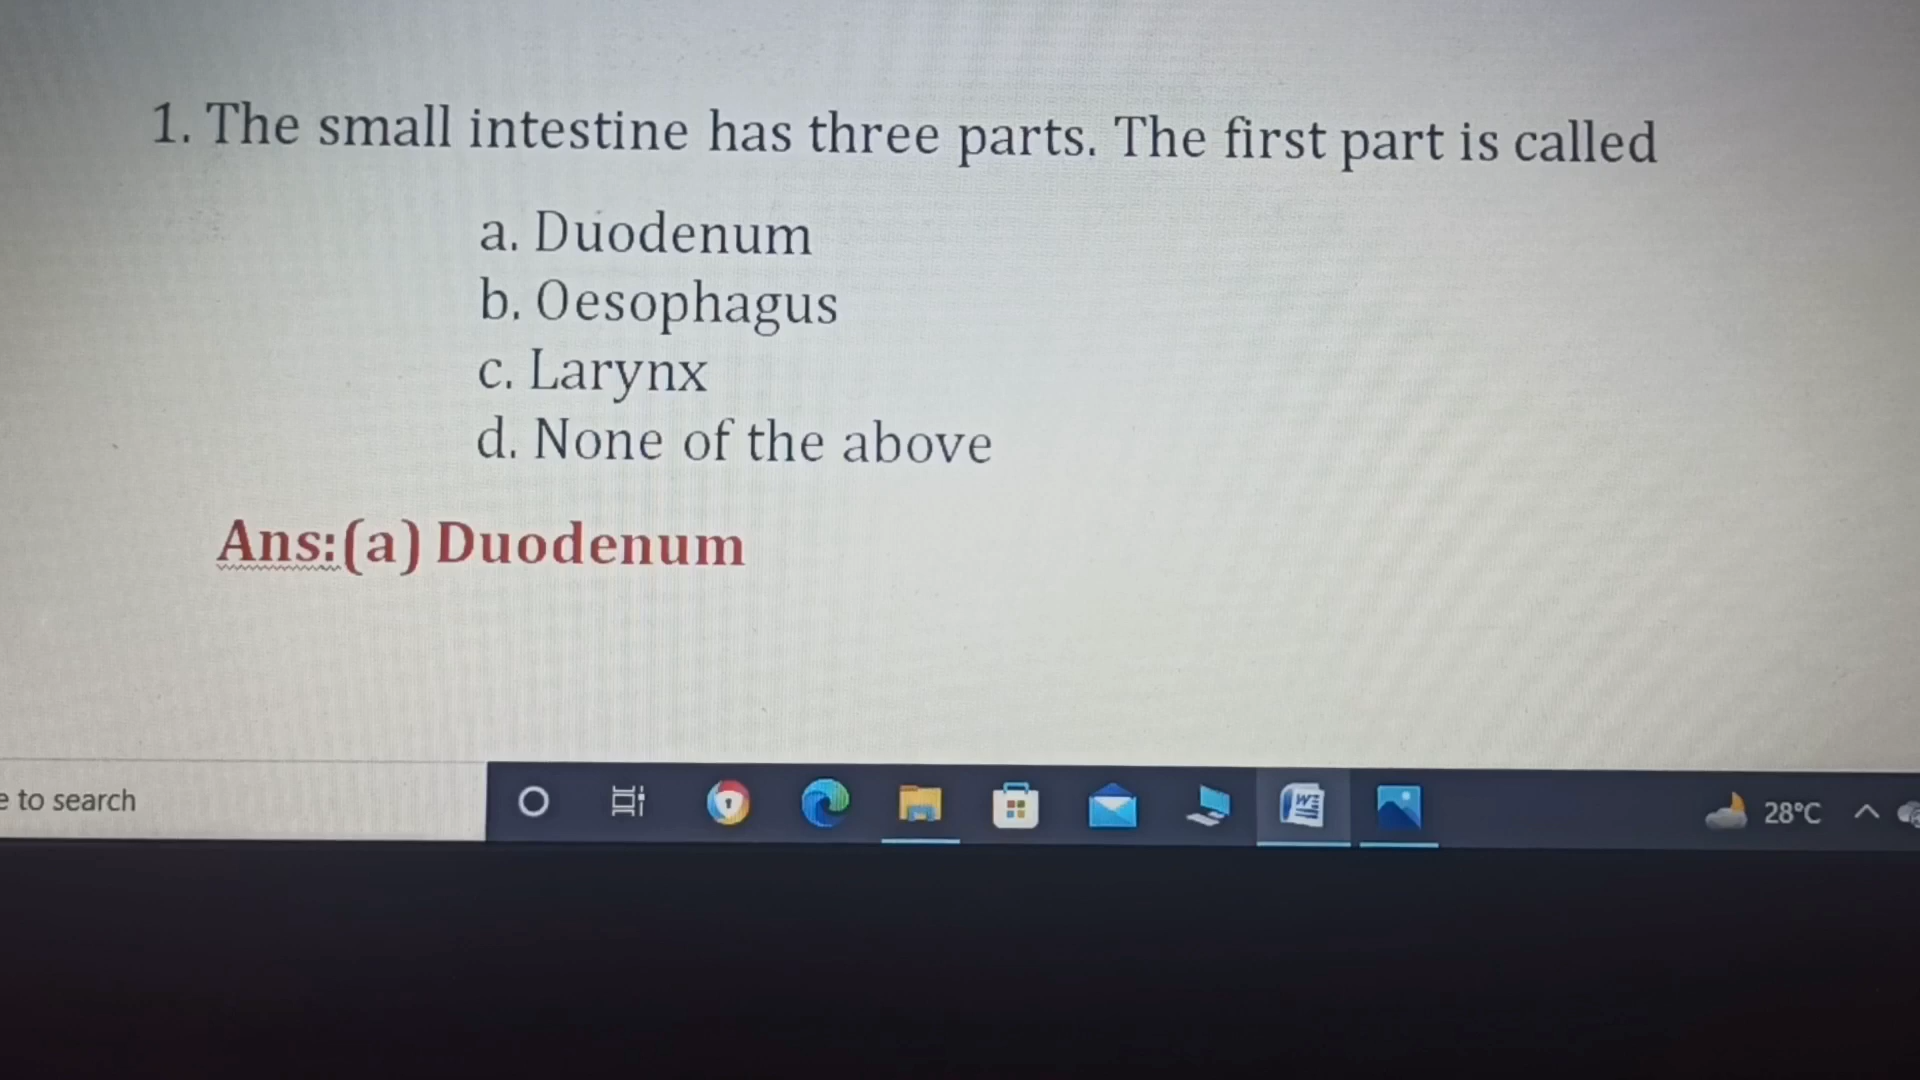 1. The small intestine has three parts. The first part is called
a. Duodenum
b. Oesophagus
c. Larynx
d. None of the above
Ans:(a) Duodenum
to search
28°C